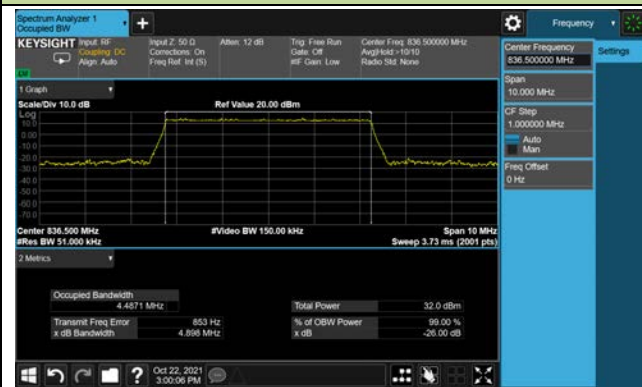 Spectrum Analyzer 1
Occupied BW
+
Frequency
KEYSIGHT
Input: RF
Coupling: DC
Align: Auto
Input Z: 50 Ω
Corrections: On
Freq Ref: Int (S)
Atten: 12 dB
Trig: Free Run
Gate: Off
#IF Gain: Low
Center Freq: 836.500000 MHz
Avg|Hold:>10/10
Radio Std: None
Center Frequency
836.500000 MHz
Settings
Span
10.000 MHz
CF Step
1.000000 MHz
Auto
Man
Freq Offset
0 Hz
1 Graph
Scale/Div 10.0 dB
Ref Value 20.00 dBm
Log
10.0
0.00
-10.0
-20.0
-30.0
-40.0
-50.0
-60.0
-70.0
Center 836.500 MHz
#Video BW 150.00 kHz
Span 10 MHz
#Res BW 51.000 kHz
Sweep 3.73 ms (2001 pts)
2 Metrics
Occupied Bandwidth
4.4871 MHz
Total Power
32.0 dBm
Transmit Freq Error
853 Hz
% of OBW Power
99.00 %
x dB Bandwidth
4.898 MHz
x dB
-26.00 dB
?
Oct 22, 2021
3:00:06 PM